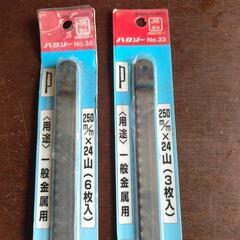 ハクソー No.35
P
250m/m×24山(6枚入)
〈用途〉一般金属用
ハクソー No.23
P
250m/m×24山(3枚入)
〈用途〉一般金属用